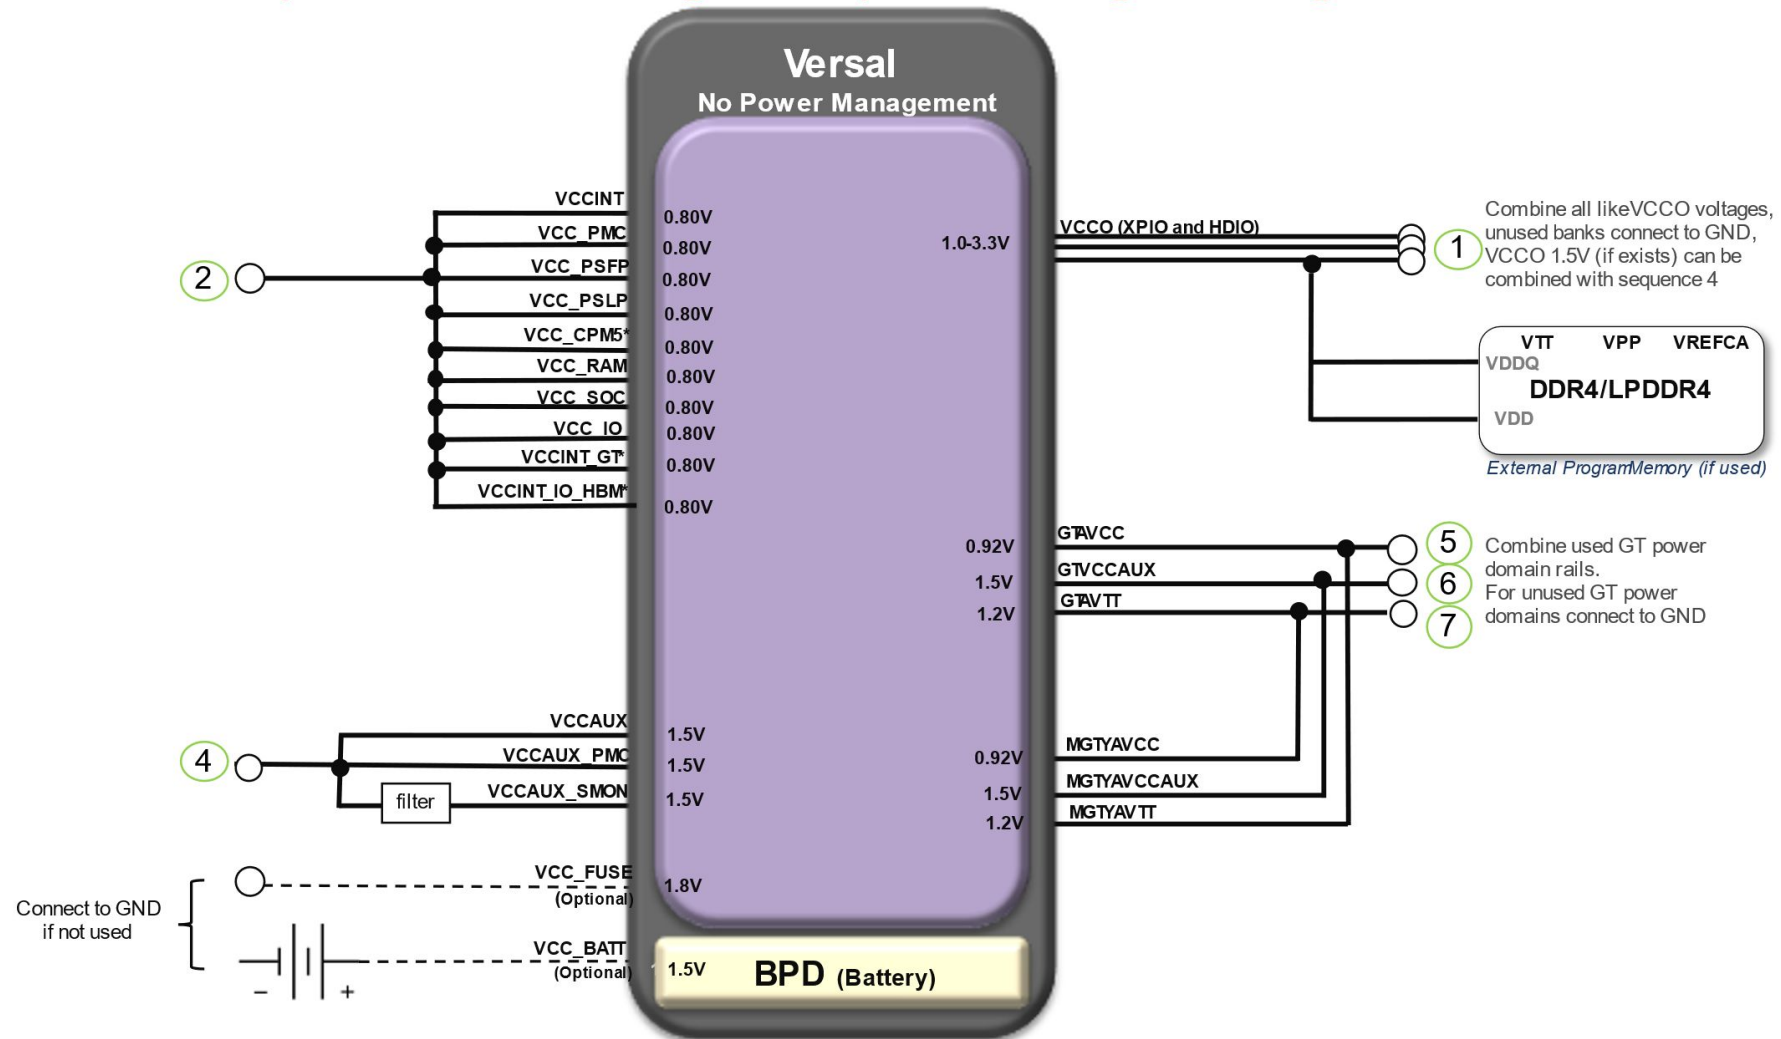 Versal
No Power Management
VCCINT
0.80V
VCC_PMC
0.80V
VCC_PSFP
0.80V
2
VCC_PSLP
0.80V
VCC_CPM5*
0.80V
VCC_RAM
0.80V
VCC_SOC
0.80V
VCC_IO
0.80V
VCCINT_GT*
0.80V
VCCINT_IO_HBM*
0.80V
VCCO (XPIO and HDIO)
1.0-3.3V
1
Combine all likeVCCO voltages,
unused banks connect to GND,
VCCO 1.5V (if exists) can be
combined with sequence 4
VTT VPP VREFCA
VDDQ
DDR4/LPDDR4
VDD
External ProgramMemory (if used)
GTAVCC
0.92V
5
GTVCCAUX
1.5V
6
GTAVTT
1.2V
7
Combine used GT power
domain rails.
For unused GT power
domains connect to GND
VCCAUX
1.5V
4
VCCAUX_PMC
1.5V
filter
VCCAUX_SMON
1.5V
MGTYAVCC
0.92V
MGTYAVCCAUX
1.5V
MGTYAVTT
1.2V
VCC_FUSE
(Optional)
1.8V
Connect to GND
if not used
VCC_BATT
(Optional)
1.5V
BPD (Battery)
- +